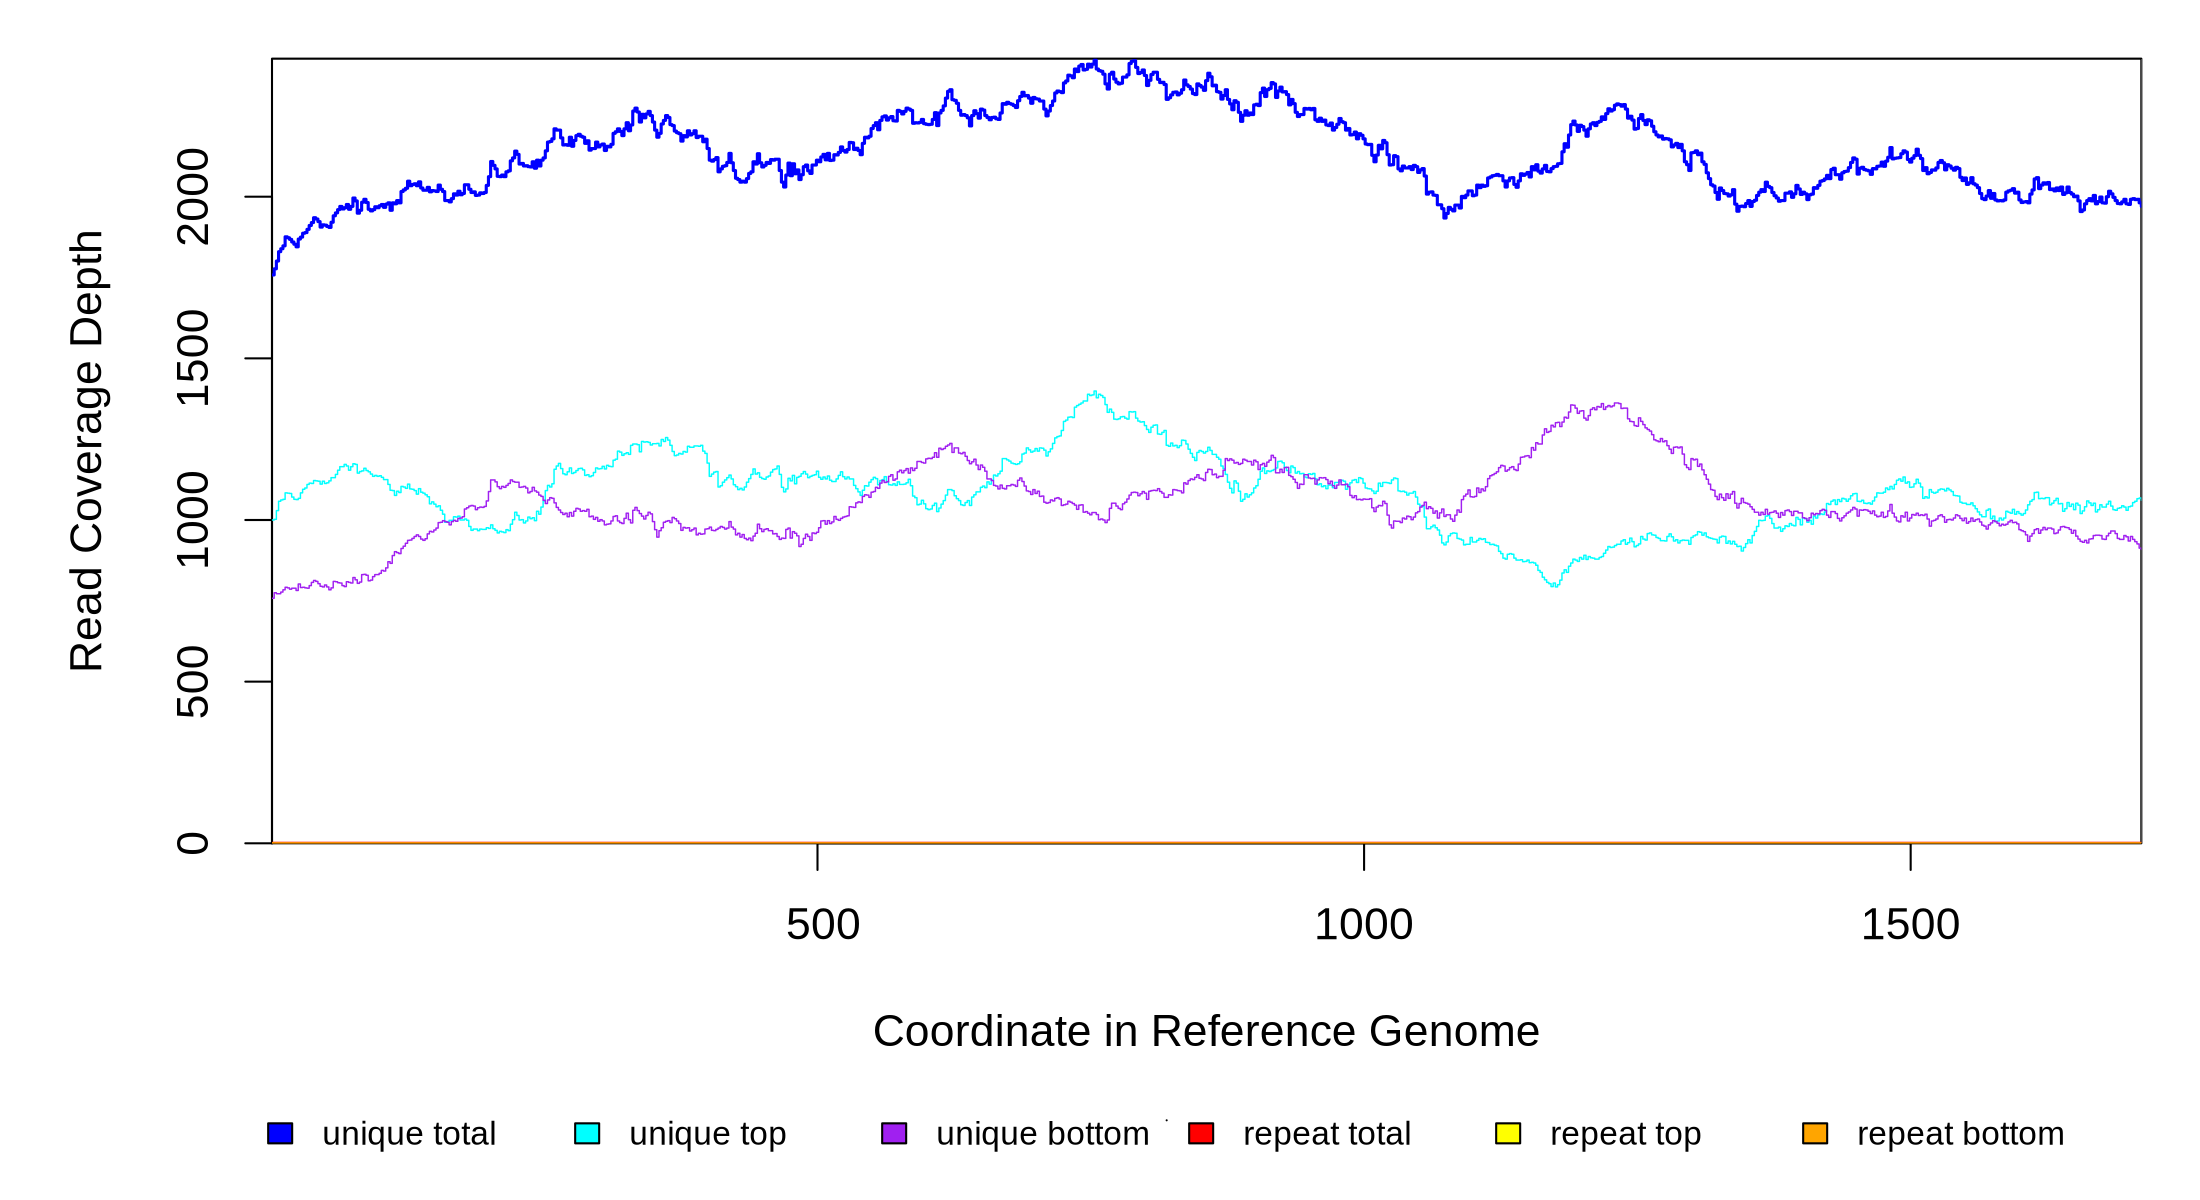 Read Coverage Depth
2000
1500
1000
500
0
500 1000 1500
Coordinate in Reference Genome
unique total unique top unique bottom repeat total repeat top repeat bottom